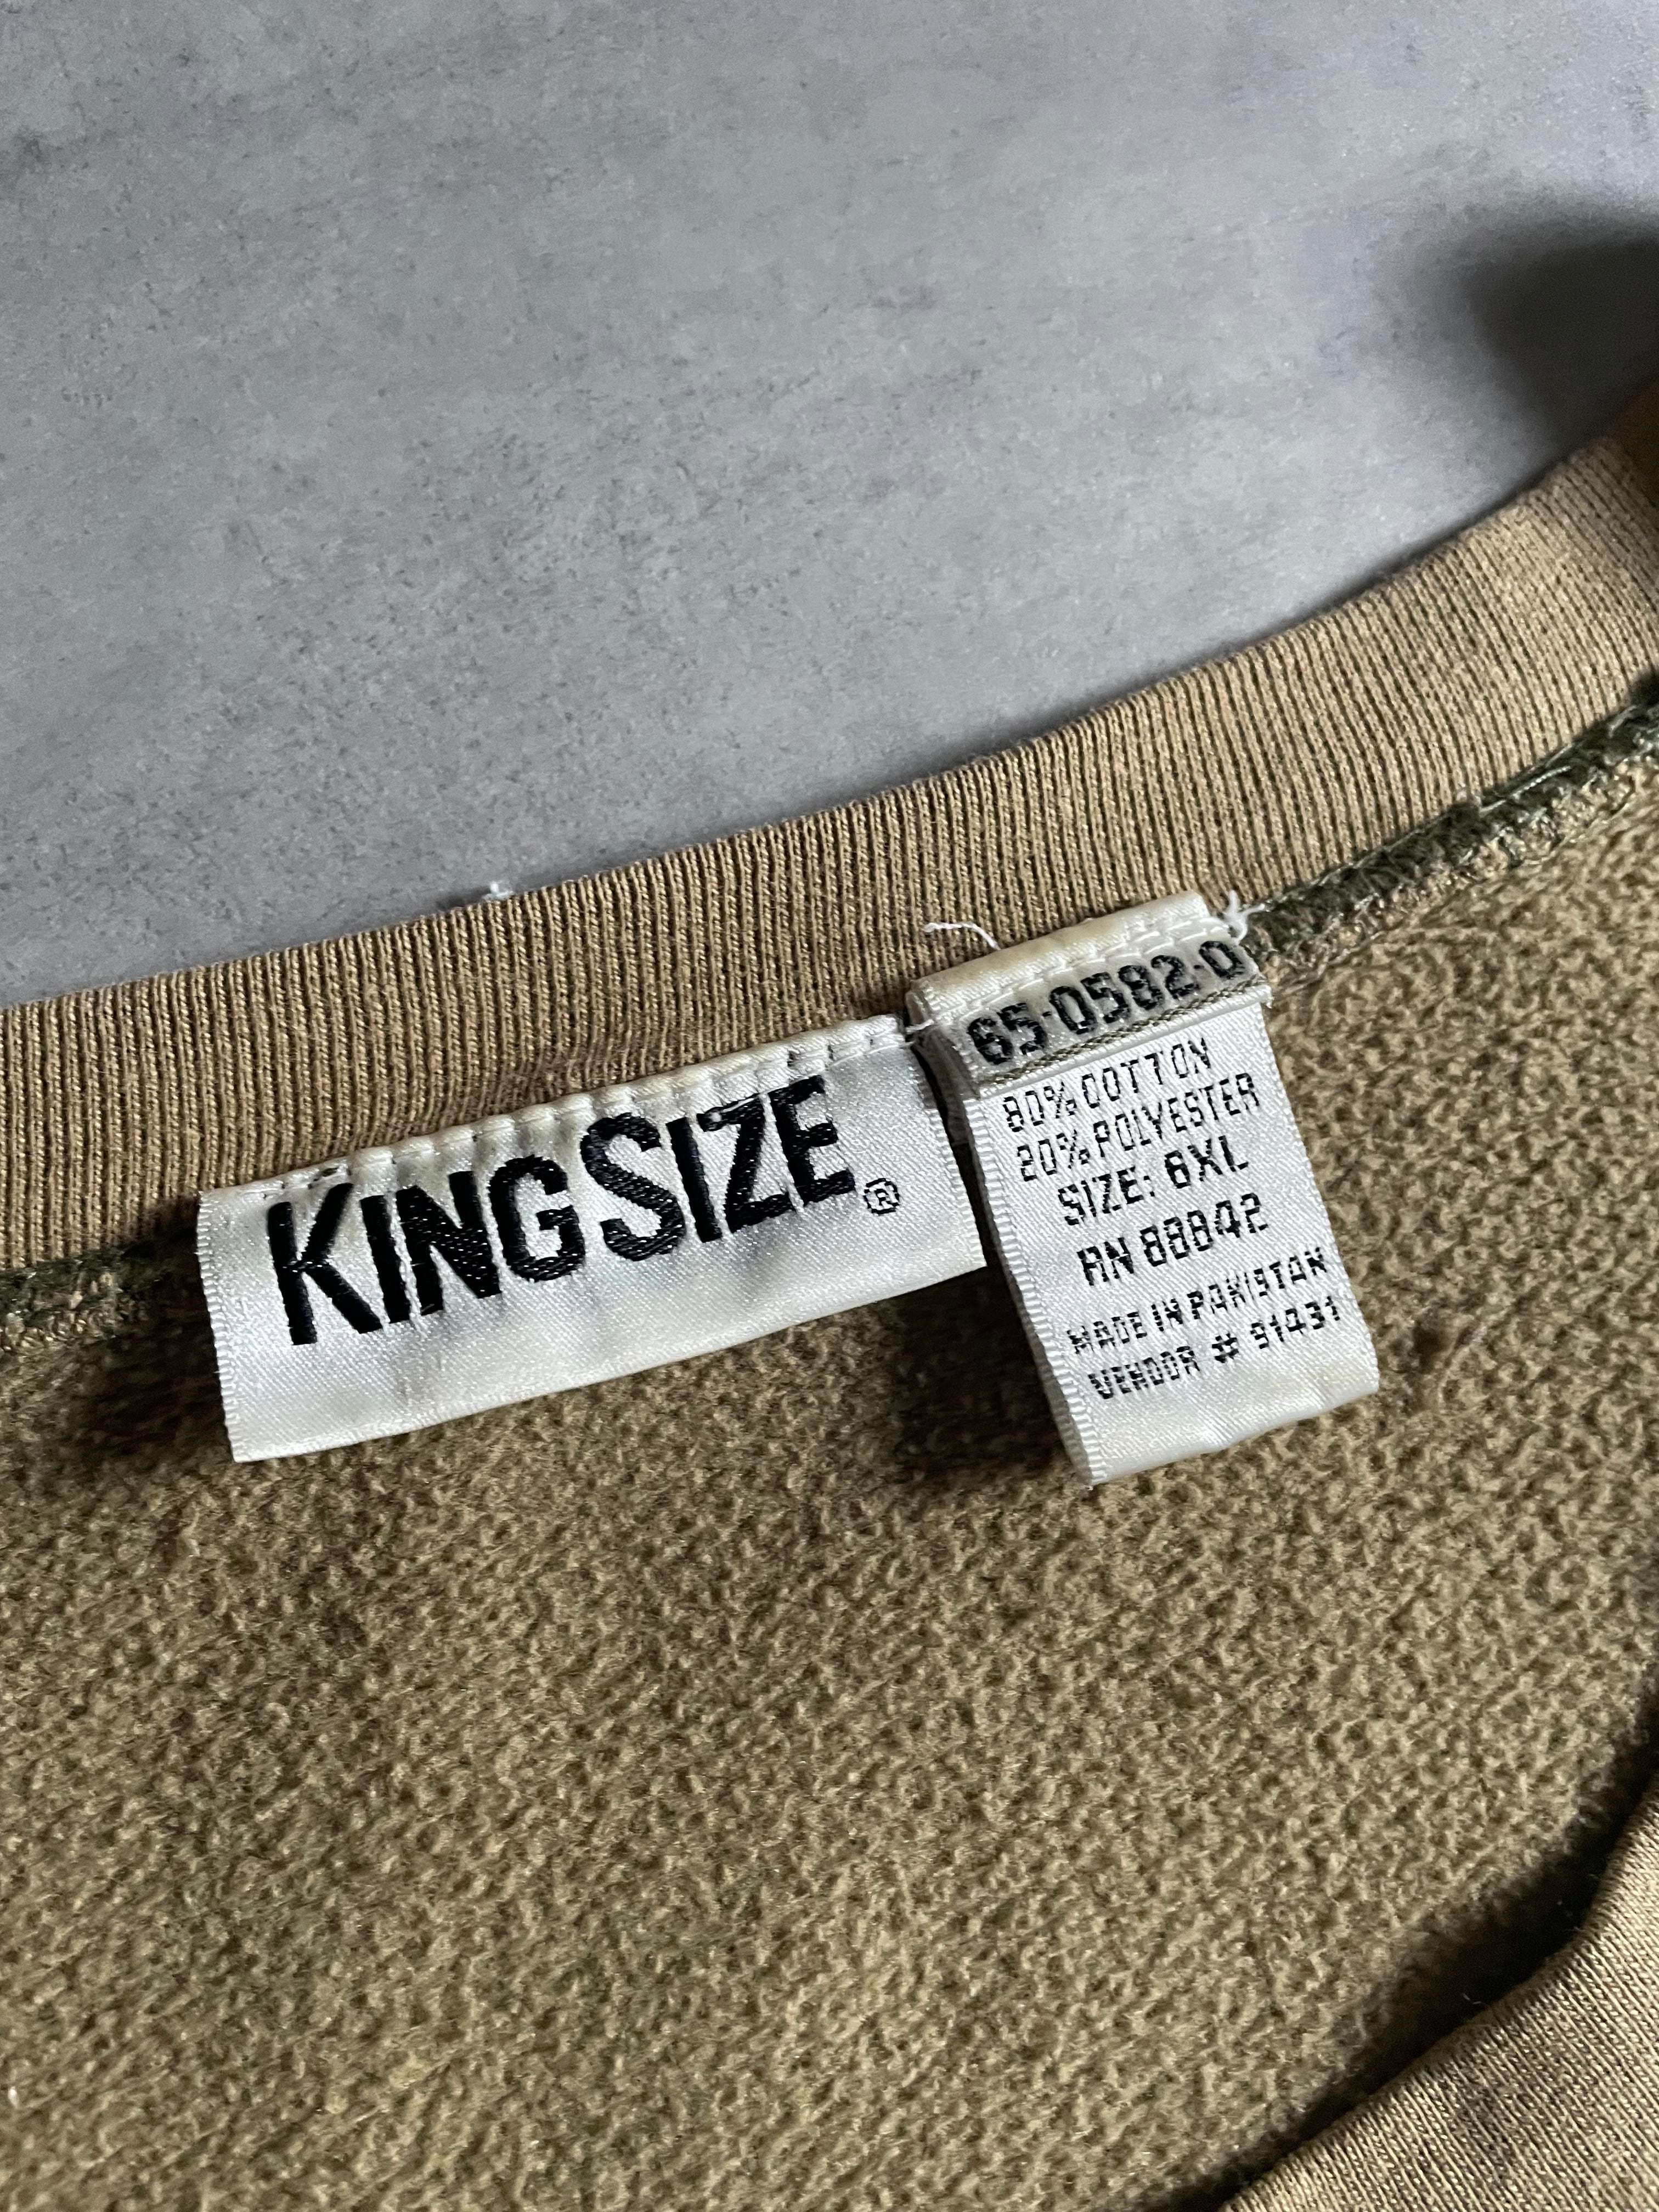 KINGSIZE®
65-0582-0
80% COTTON
20% POLYESTER
SIZE: 6XL
RN 88842
MADE IN PAKISTAN
VENDOR # 91431